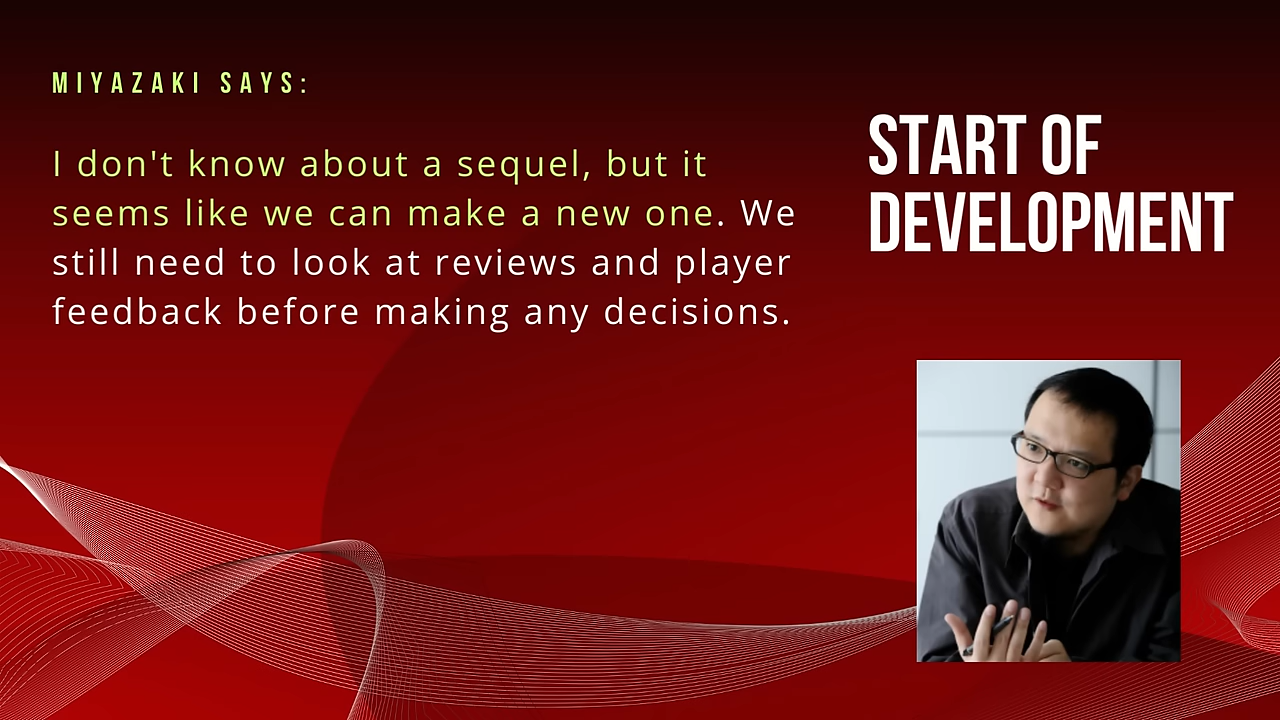 MIYAZAKI SAYS:
I don't know about a sequel, but it
seems like we can make a new one. We
still need to look at reviews and player
feedback before making any decisions.
START OF
DEVELOPMENT